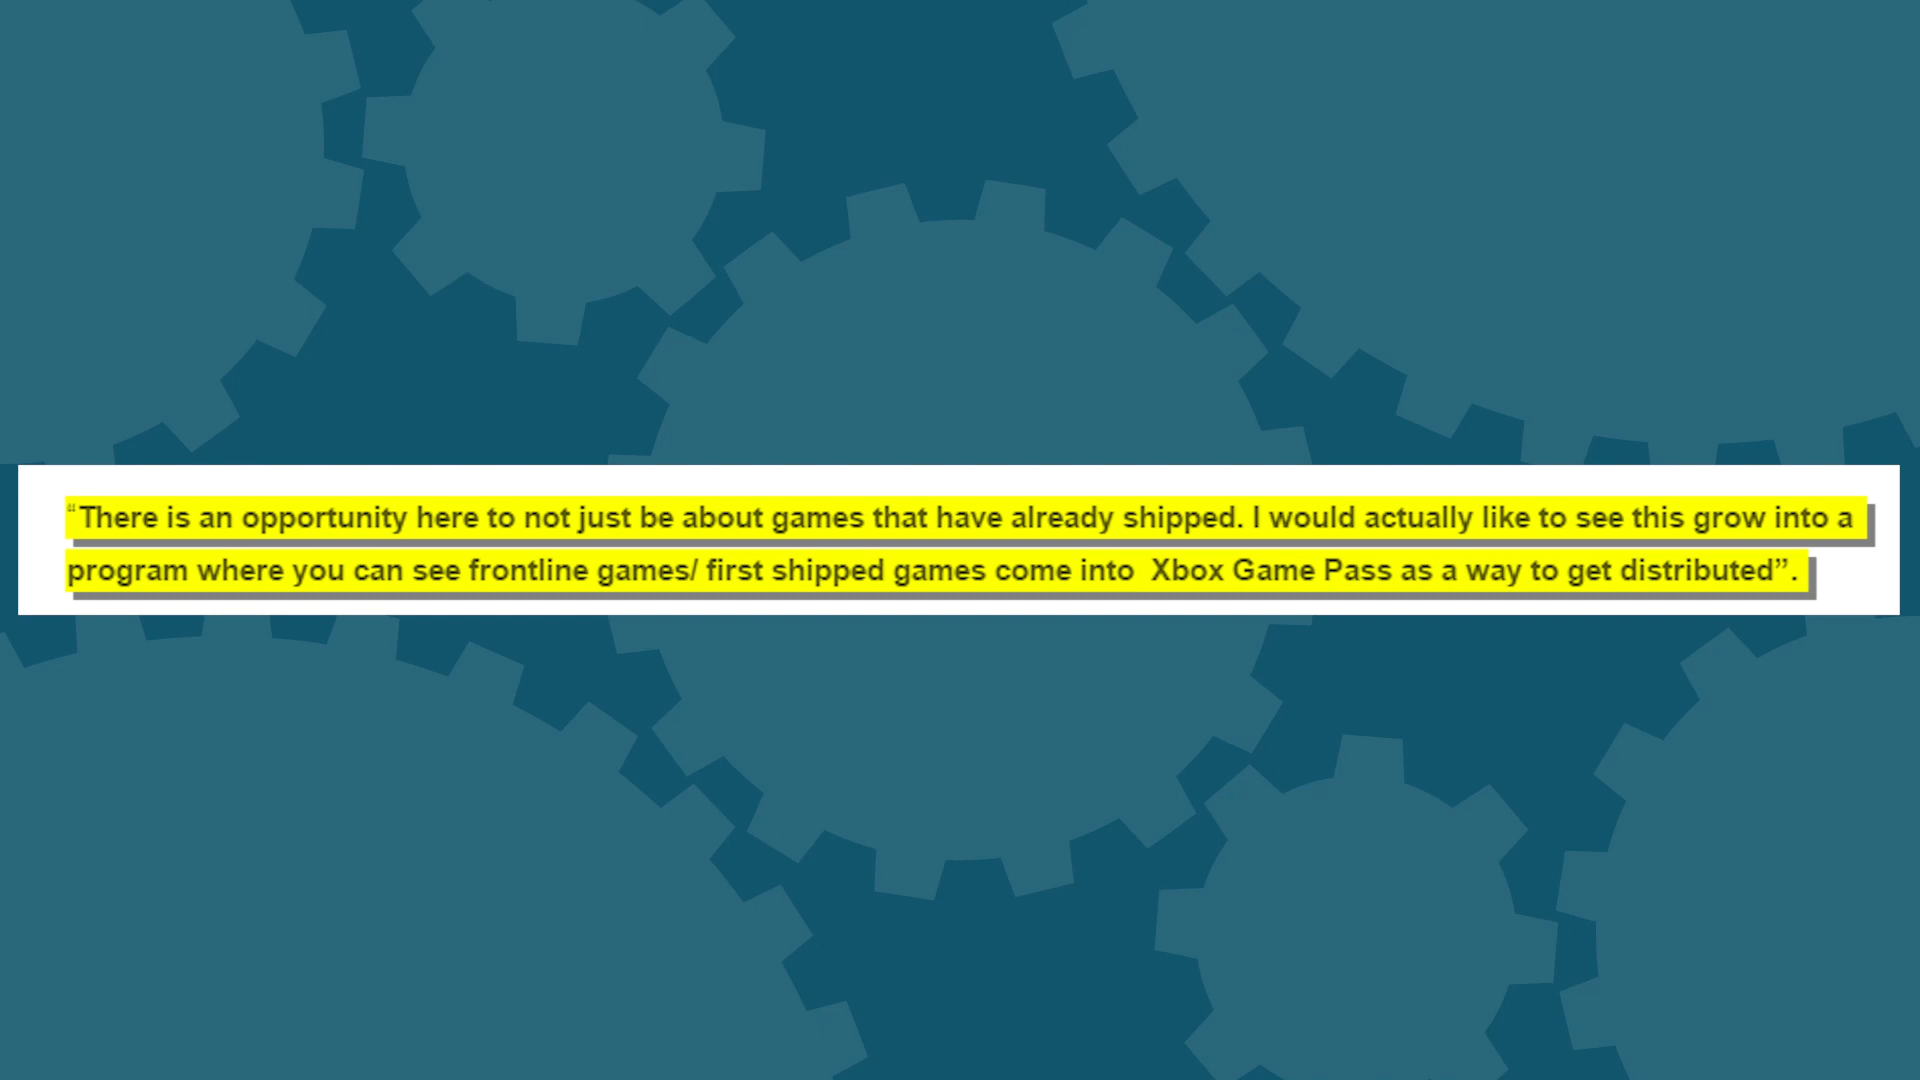 “There is an opportunity here to not just be about games that have already shipped. I would actually like to see this grow into a
program where you can see frontline games/ first shipped games come into  Xbox Game Pass as a way to get distributed”.